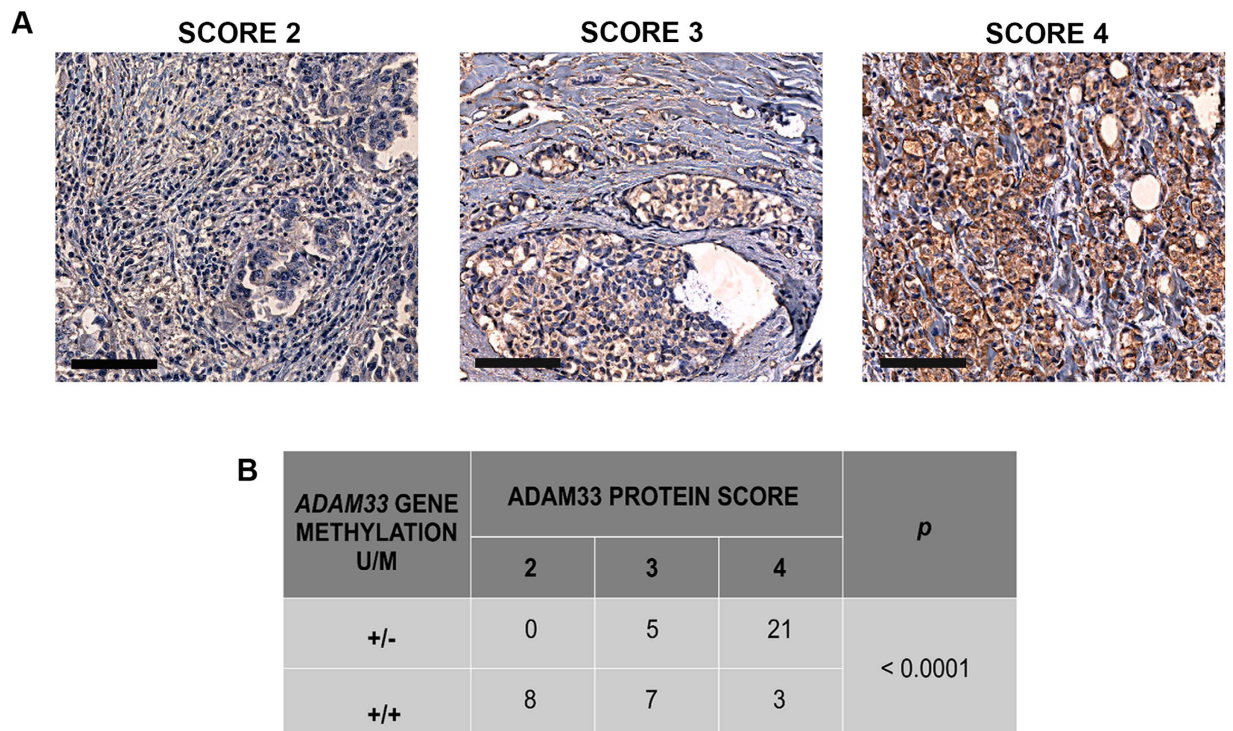 A
SCORE 2
SCORE 3
SCORE 4
B
ADAM33 GENE
METHYLATION
U/M
ADAM33 PROTEIN SCORE
p
2
3
4
+/-
0
5
21
< 0.0001
+/+
8
7
3